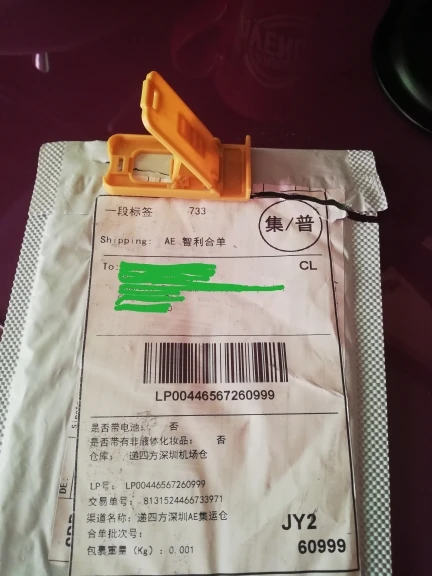 一段标签 733
集/普
Shipping: AE 智利合单
To:
CL
LP00446567260999
是否带电池: 否
是否带有非液体化妆品: 否
仓库: 递四方深圳机场仓
LP号: LP00446567260999
交易单号: 8131524466733971
渠道名称: 递四方深圳AE集运仓
合单批次号:
包裹重量 (Kg): 0.001
JY2
60999
DE: